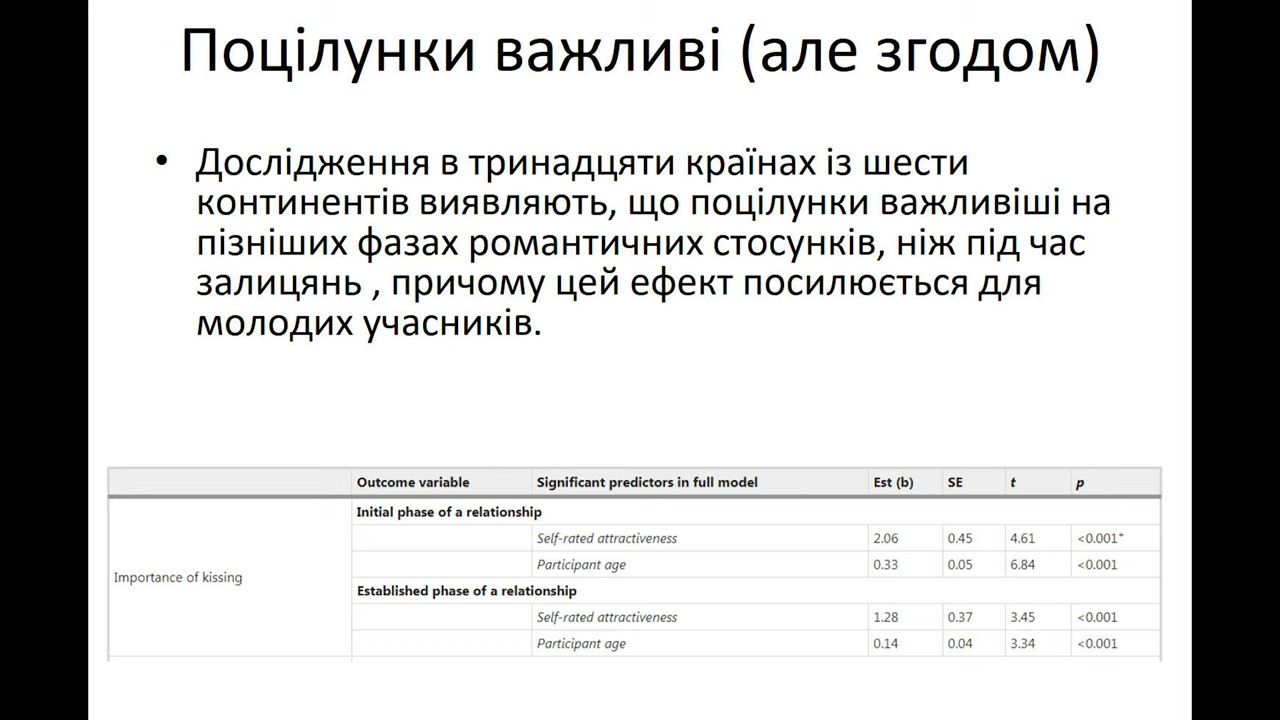 Поцілунки важливі (але згодом)
• Дослідження в тринадцяти країнах із шести
континентів виявляють, що поцілунки важливіші на
пізніших фазах романтичних стосунків, ніж під час
залицянь , причому цей ефект посилюється для
молодих учасників.
Outcome variable Significant predictors in full model Est (b) SE t p
Initial phase of a relationship
Self-rated attractiveness 2.06 0.45 4.61 <0.001*
Participant age 0.33 0.05 6.84 <0.001
Importance of kissing
Established phase of a relationship
Self-rated attractiveness 1.28 0.37 3.45 <0.001
Participant age 0.14 0.04 3.34 <0.001